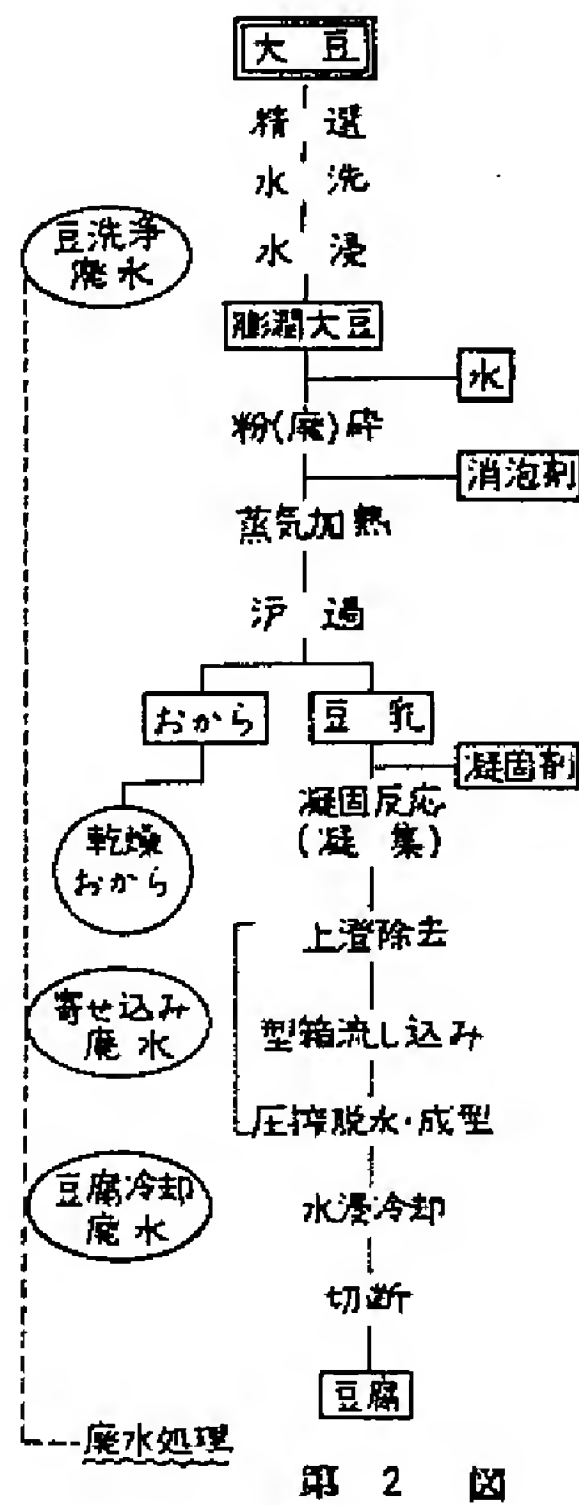 大豆
精選
水洗
豆洗浄
廃水
水浸
膨潤大豆
水
粉(磨)砕
消泡剤
蒸気加熱
沪過
おから
豆乳
凝固剤
凝固反応
(凝集)
乾燥
おから
上澄除去
寄せ込み
廃水
型箱流し込み
圧搾脱水・成型
豆腐冷却
廃水
水浸冷却
切断
豆腐
廃水処理
第2図